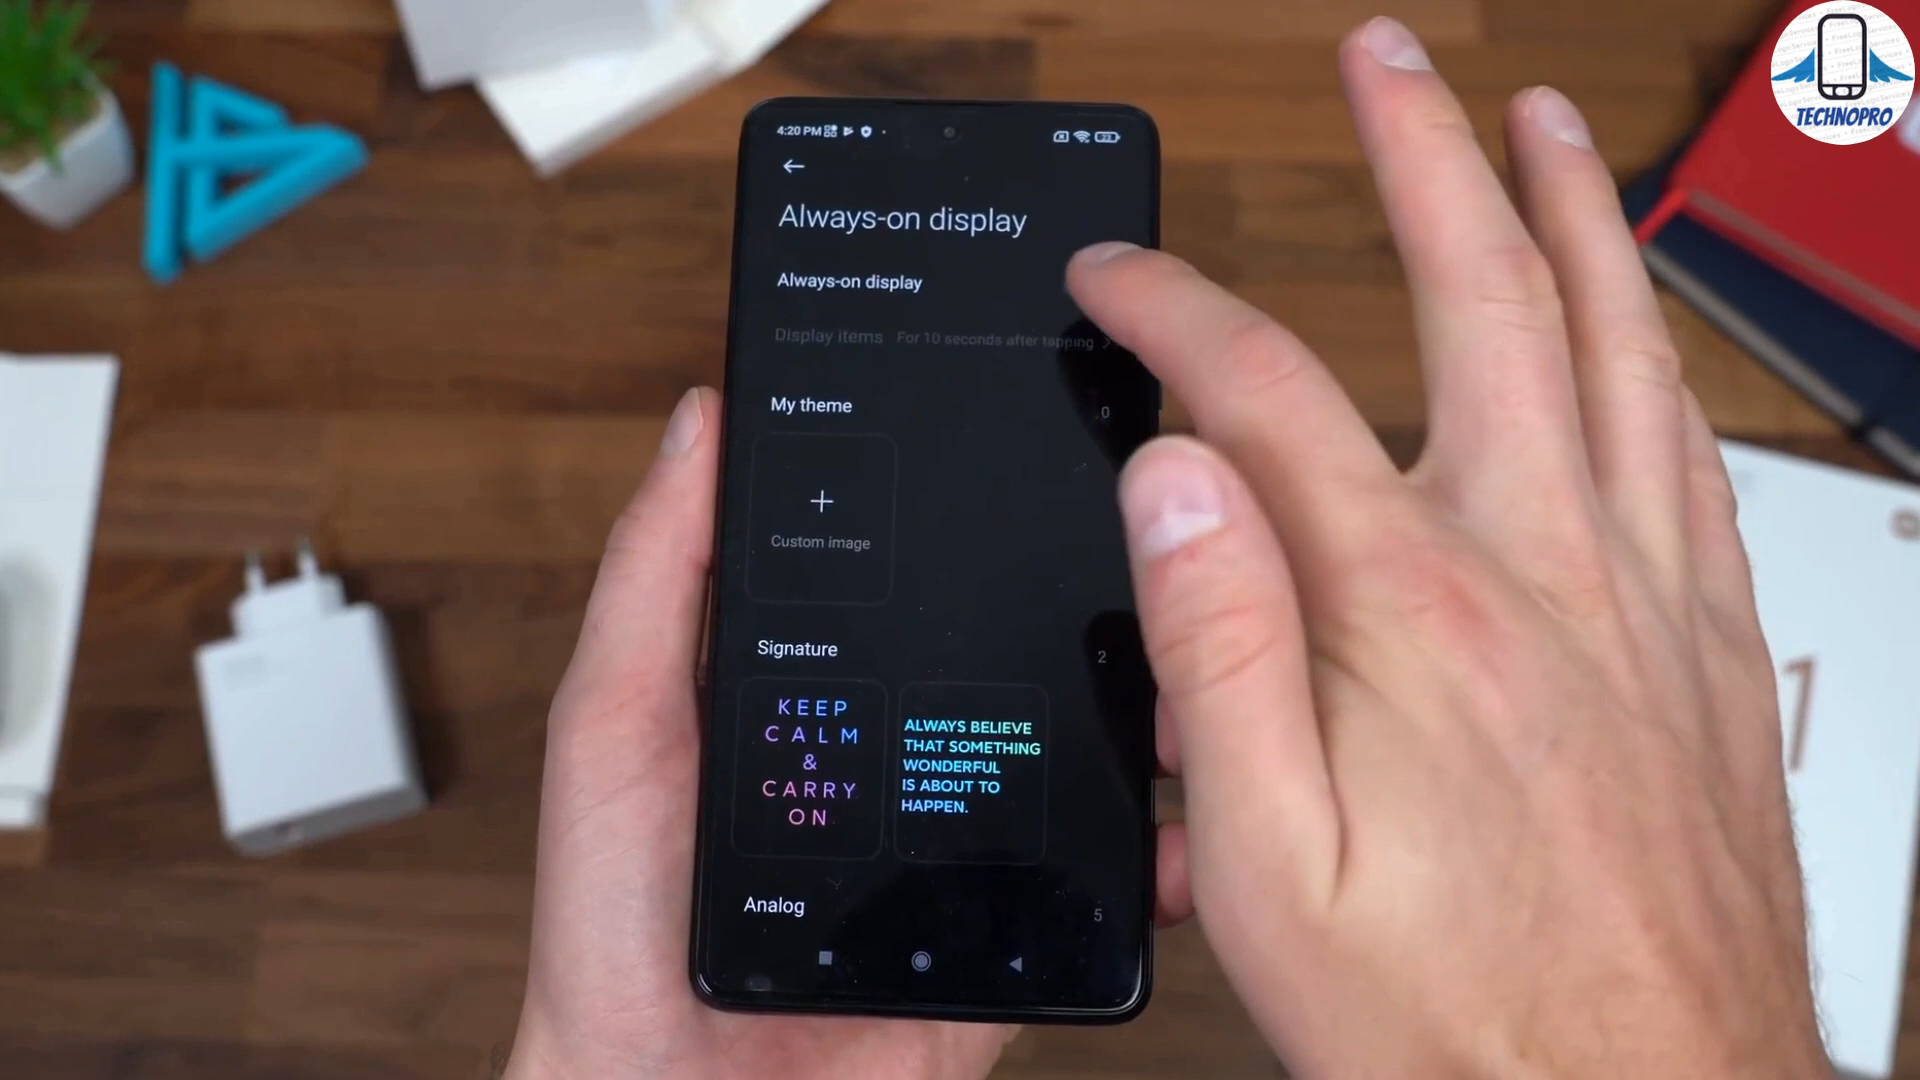 TECHNOPRO
4:20 PM
Always-on display
Always-on display
Display items For 10 seconds after tapping
My theme 0
Custom image
Signature 2
KEEP
CALM
&
CARRY
ON
ALWAYS BELIEVE
THAT SOMETHING
WONDERFUL
IS ABOUT TO
HAPPEN.
Analog 5
1